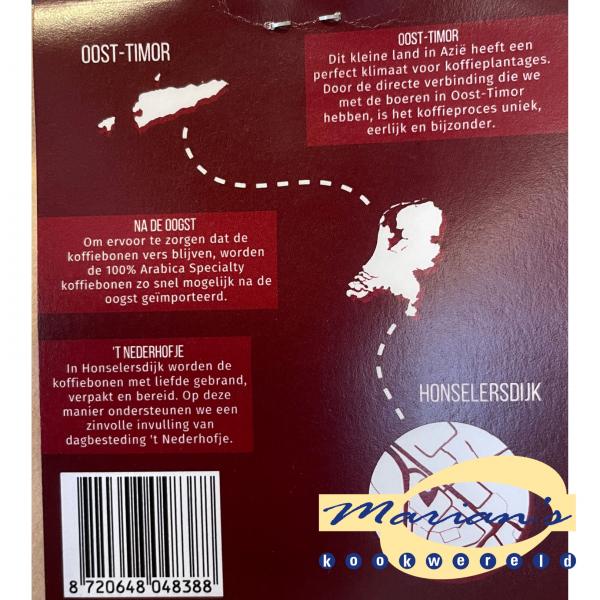 OOST-TIMOR
OOST-TIMOR
Dit kleine land in Azië heeft een
perfect klimaat voor koffieplantages.
Door de directe verbinding die we
met de boeren in Oost-Timor
hebben, is het koffieproces uniek,
eerlijk en bijzonder.
NA DE OOGST
Om ervoor te zorgen dat de
koffiebonen vers blijven, worden
de 100% Arabica Specialty
koffiebonen zo snel mogelijk na de
oogst geïmporteerd.
'T NEDERHOFJE
In Honselersdijk worden de
koffiebonen met liefde gebrand,
verpakt en bereid. Op deze
manier ondersteunen we een
zinvolle invulling van
dagbesteding 't Nederhofje.
HONSELERSDIJK
8 720648 048388
Marian's
kookwereld